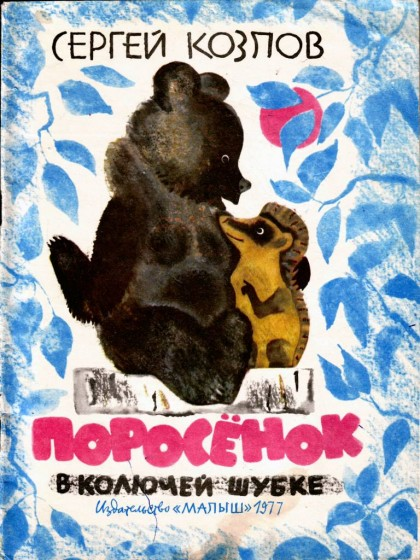 СЕРГЕЙ КОЗЛОВ
ПОРОСЁНОК
В КОЛЮЧЕЙ ШУБКЕ
Издательство «МАЛЫШ» 1977